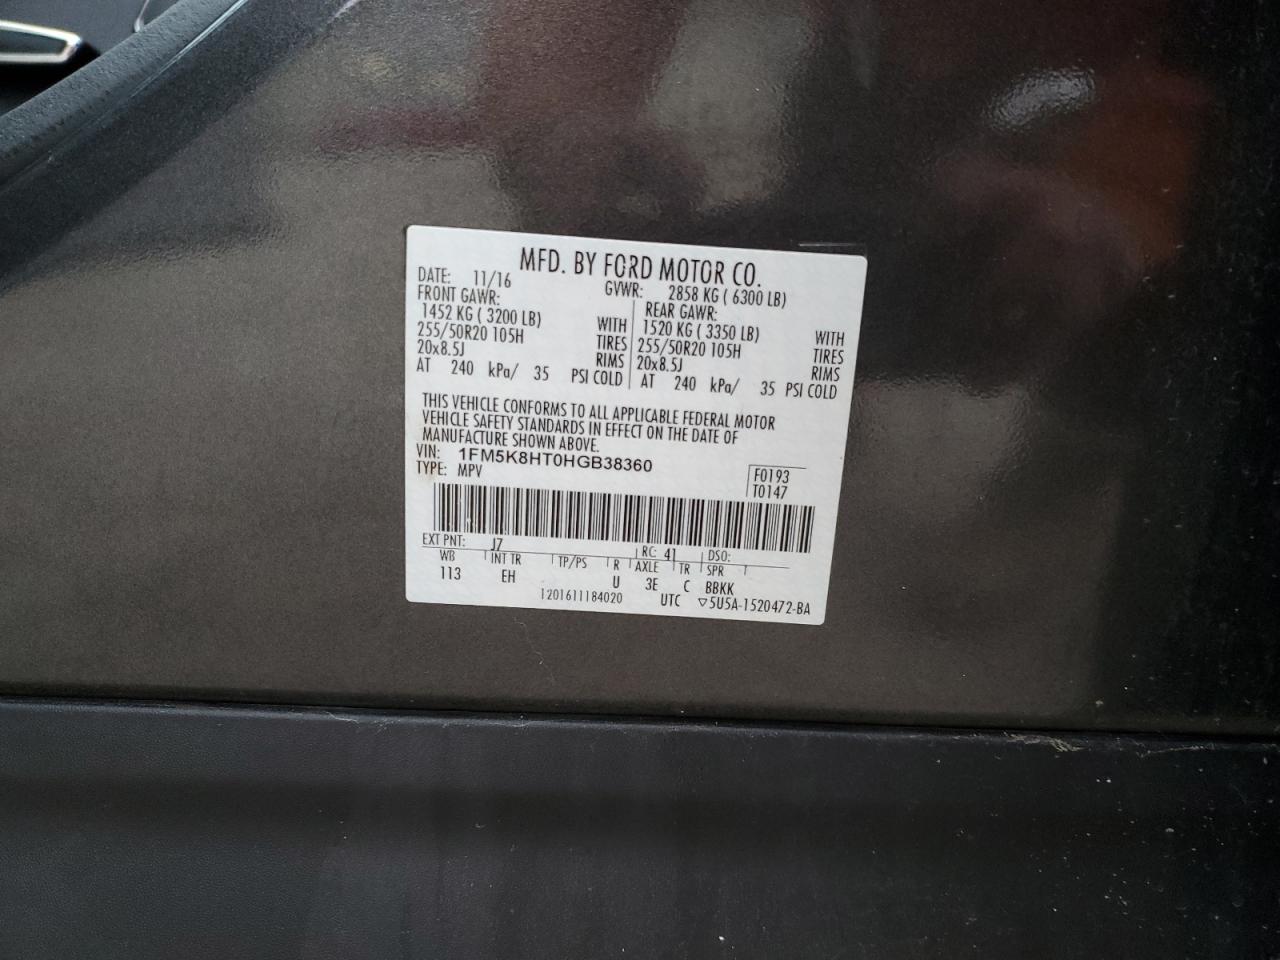 MFD. BY FORD MOTOR CO.
DATE: 11/16 GVWR: 2858 KG ( 6300 LB)
FRONT GAWR: REAR GAWR:
1452 KG ( 3200 LB) WITH 1520 KG ( 3350 LB) WITH
255/50R20 105H TIRES 255/50R20 105H TIRES
20x8.5J RIMS 20x8.5J RIMS
AT 240 kPa/ 35 PSI COLD AT 240 kPa/ 35 PSI COLD
THIS VEHICLE CONFORMS TO ALL APPLICABLE FEDERAL MOTOR
VEHICLE SAFETY STANDARDS IN EFFECT ON THE DATE OF
MANUFACTURE SHOWN ABOVE.
VIN: 1FM5K8HT0HGB38360
TYPE: MPV
F0193
T0147
EXT PNT: J7 RC: 41 DSO:
WB INT TR TP/PS R AXLE TR SPR
113 EH U 3E C BBKK
1201611184020 UTC ▽5U5A-1520472-BA